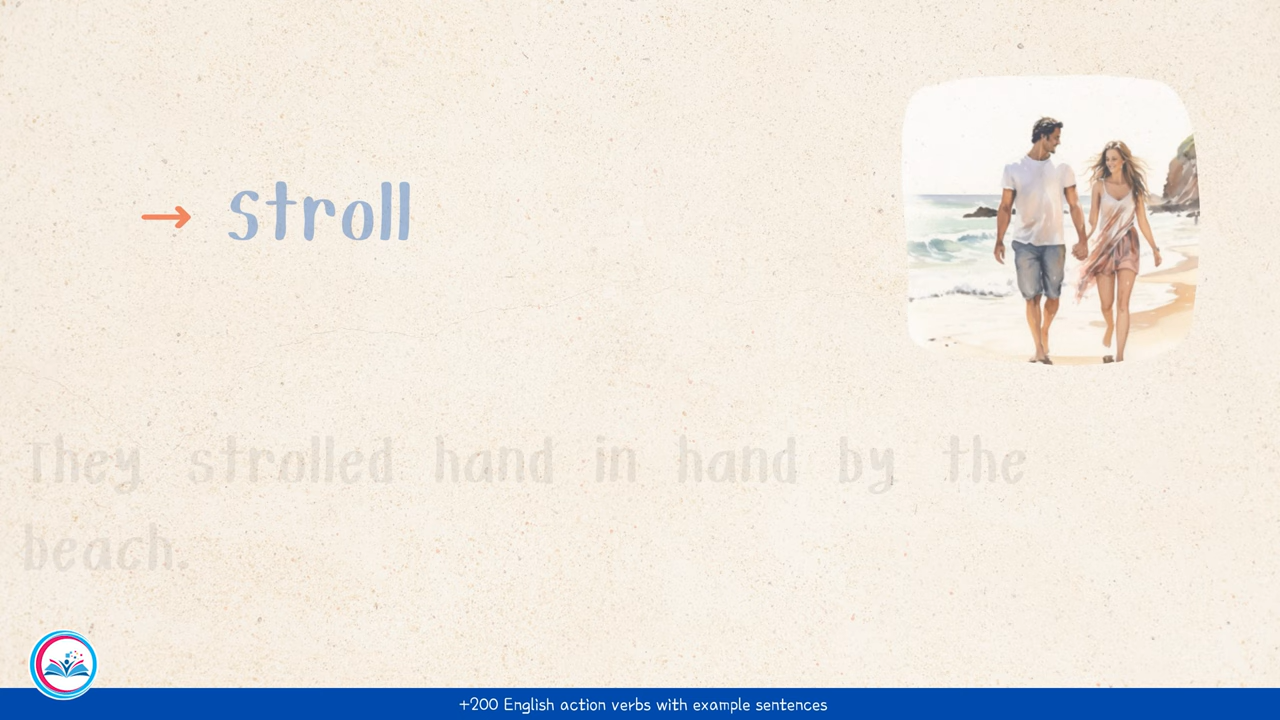 → stroll
They strolled hand in hand by the
beach.
+200 English action verbs with example sentences